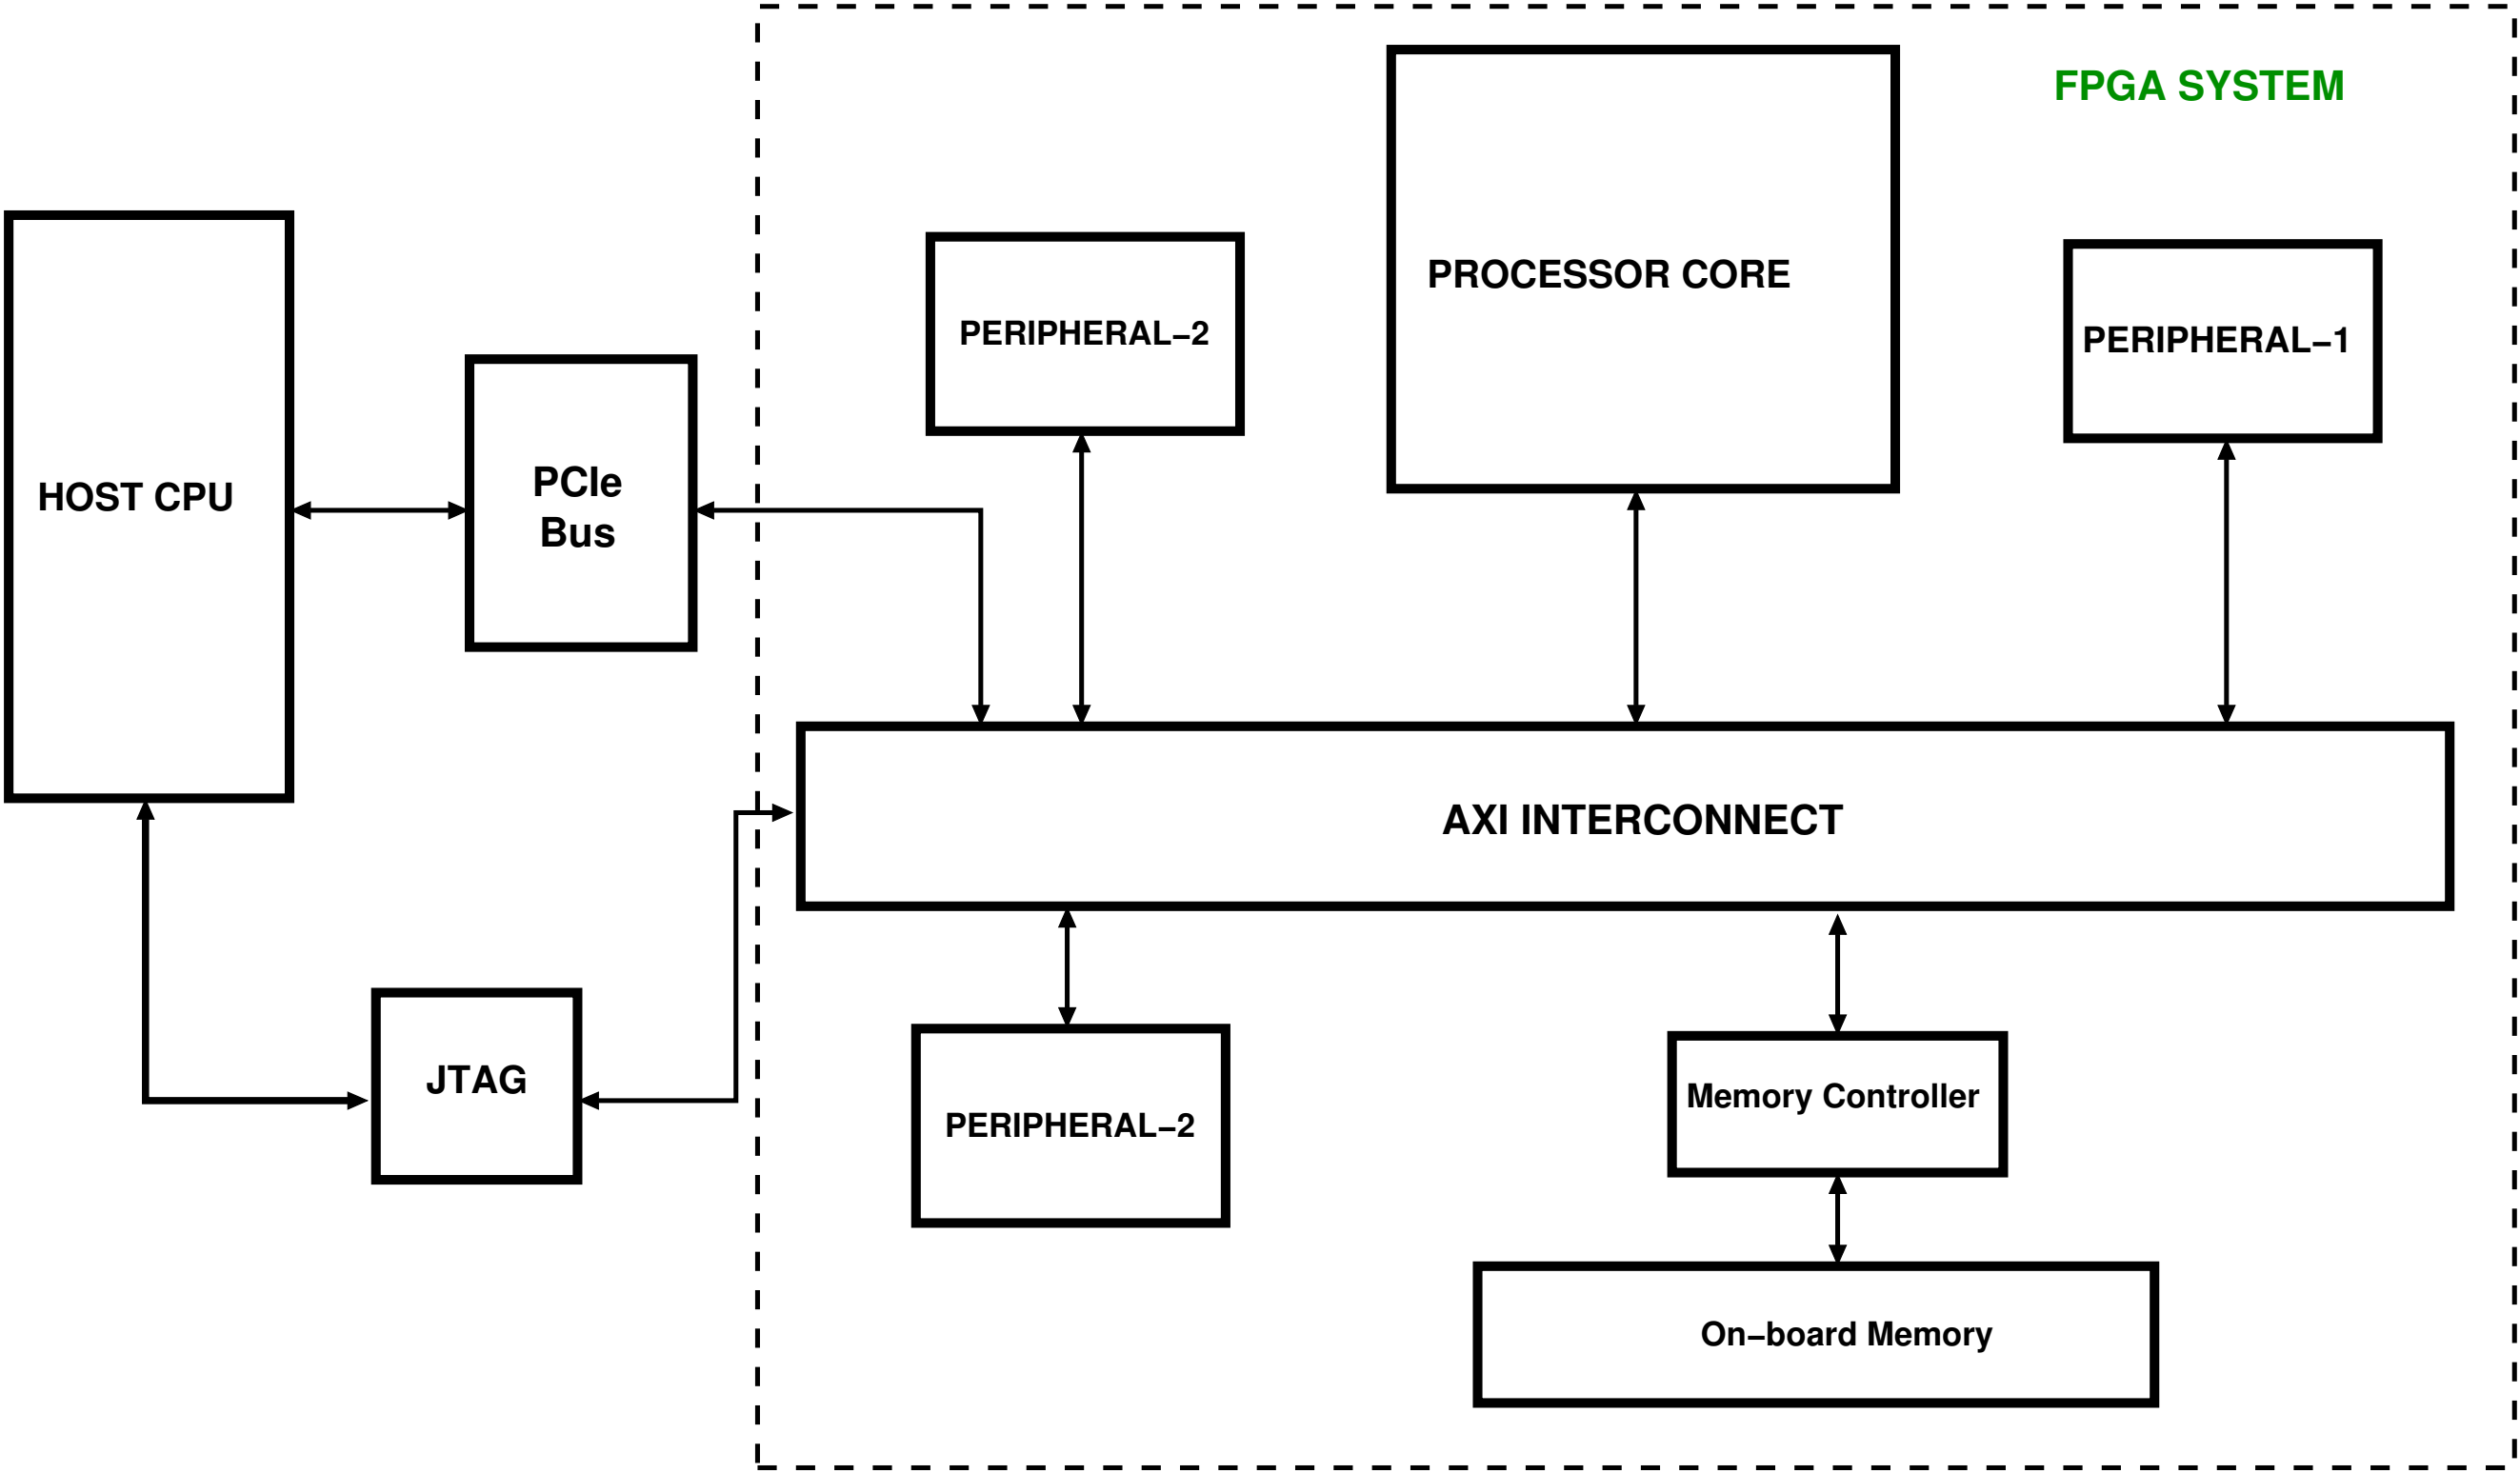 FPGA SYSTEM
PROCESSOR CORE
PERIPHERAL–2
PERIPHERAL–1
HOST CPU
PCIe
Bus
AXI INTERCONNECT
JTAG
PERIPHERAL–2
Memory Controller
On–board Memory